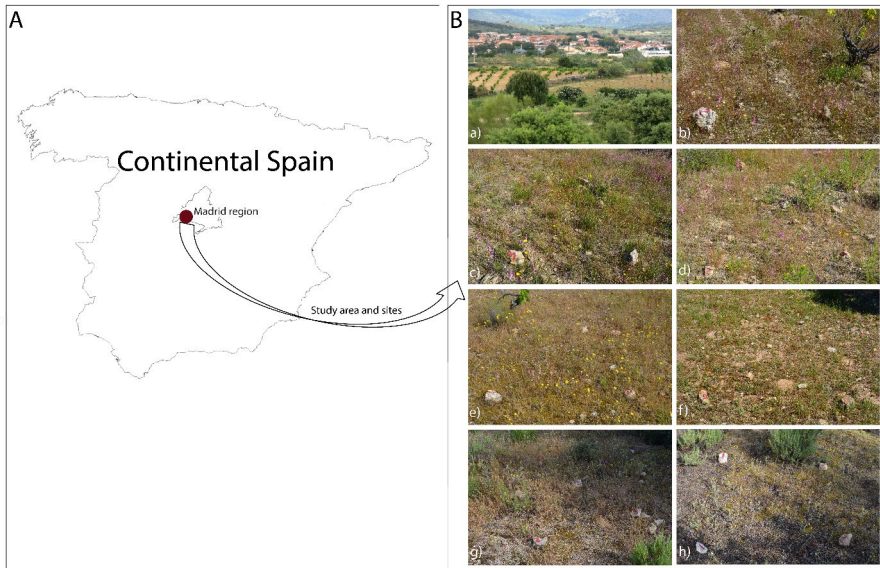 A
Continental Spain
Madrid region
Study area and sites
B
a)
b)
c)
d)
e)
f)
g)
h)